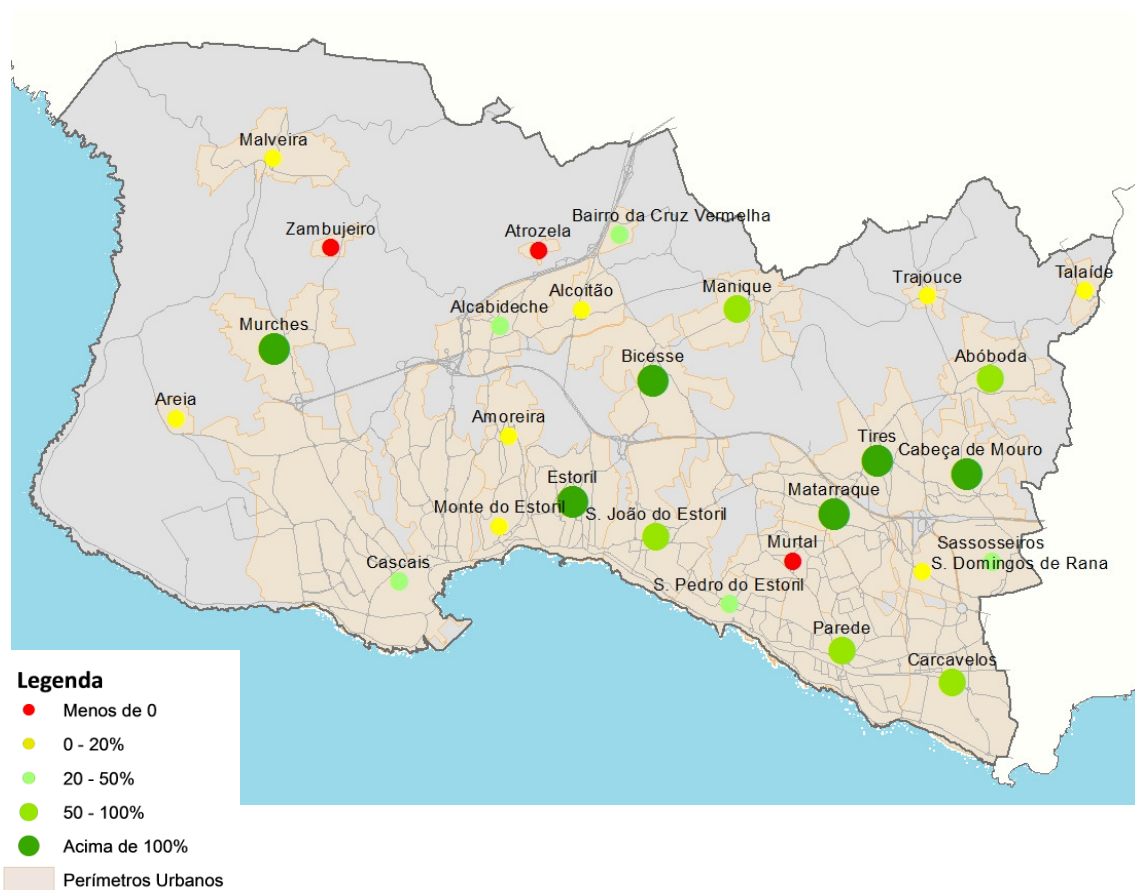 Malveira
Bairro da Cruz Vermelha
Zambujeiro
Atrozela
Talaíde
Trajouce
Alcoitão
Manique
Alcabideche
Murches
Bicesse
Abóboda
Areia
Amoreira
Tires
Cabeça de Mouro
Estoril
Matarraque
Monte do Estoril
S. João do Estoril
Murtal
Sassosseiros
S. Domingos de Rana
Cascais
S. Pedro do Estoril
Parede
Carcavelos
Legenda
Menos de 0
0 - 20%
20 - 50%
50 - 100%
Acima de 100%
Perímetros Urbanos